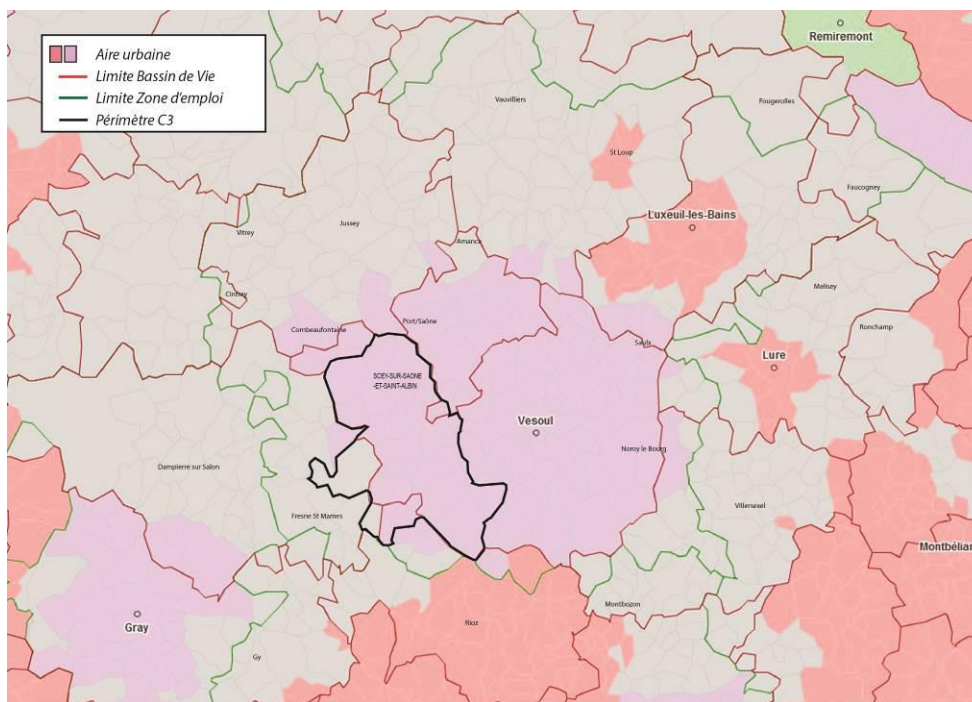 Aire urbaine
Limite Bassin de Vie
Limite Zone d'emploi
Périmètre C3
Remiremont
Vauvilliers
Fougerolles
St Loup
Faucogney
Luxeuil-les-Bains
Jussey
Vitrey
Amance
Melisey
Cintrey
Combeaufontaine
Port/Saône
Ronchamp
Saulx
Lure
SCEY-SUR-SAONE
-ET-SAINT-ALBIN
Vesoul
Noroy le Bourg
Dampierre sur Salon
Villersexel
Fresne St Mames
Montbélian
Montbozon
Rioz
Gray
Gy